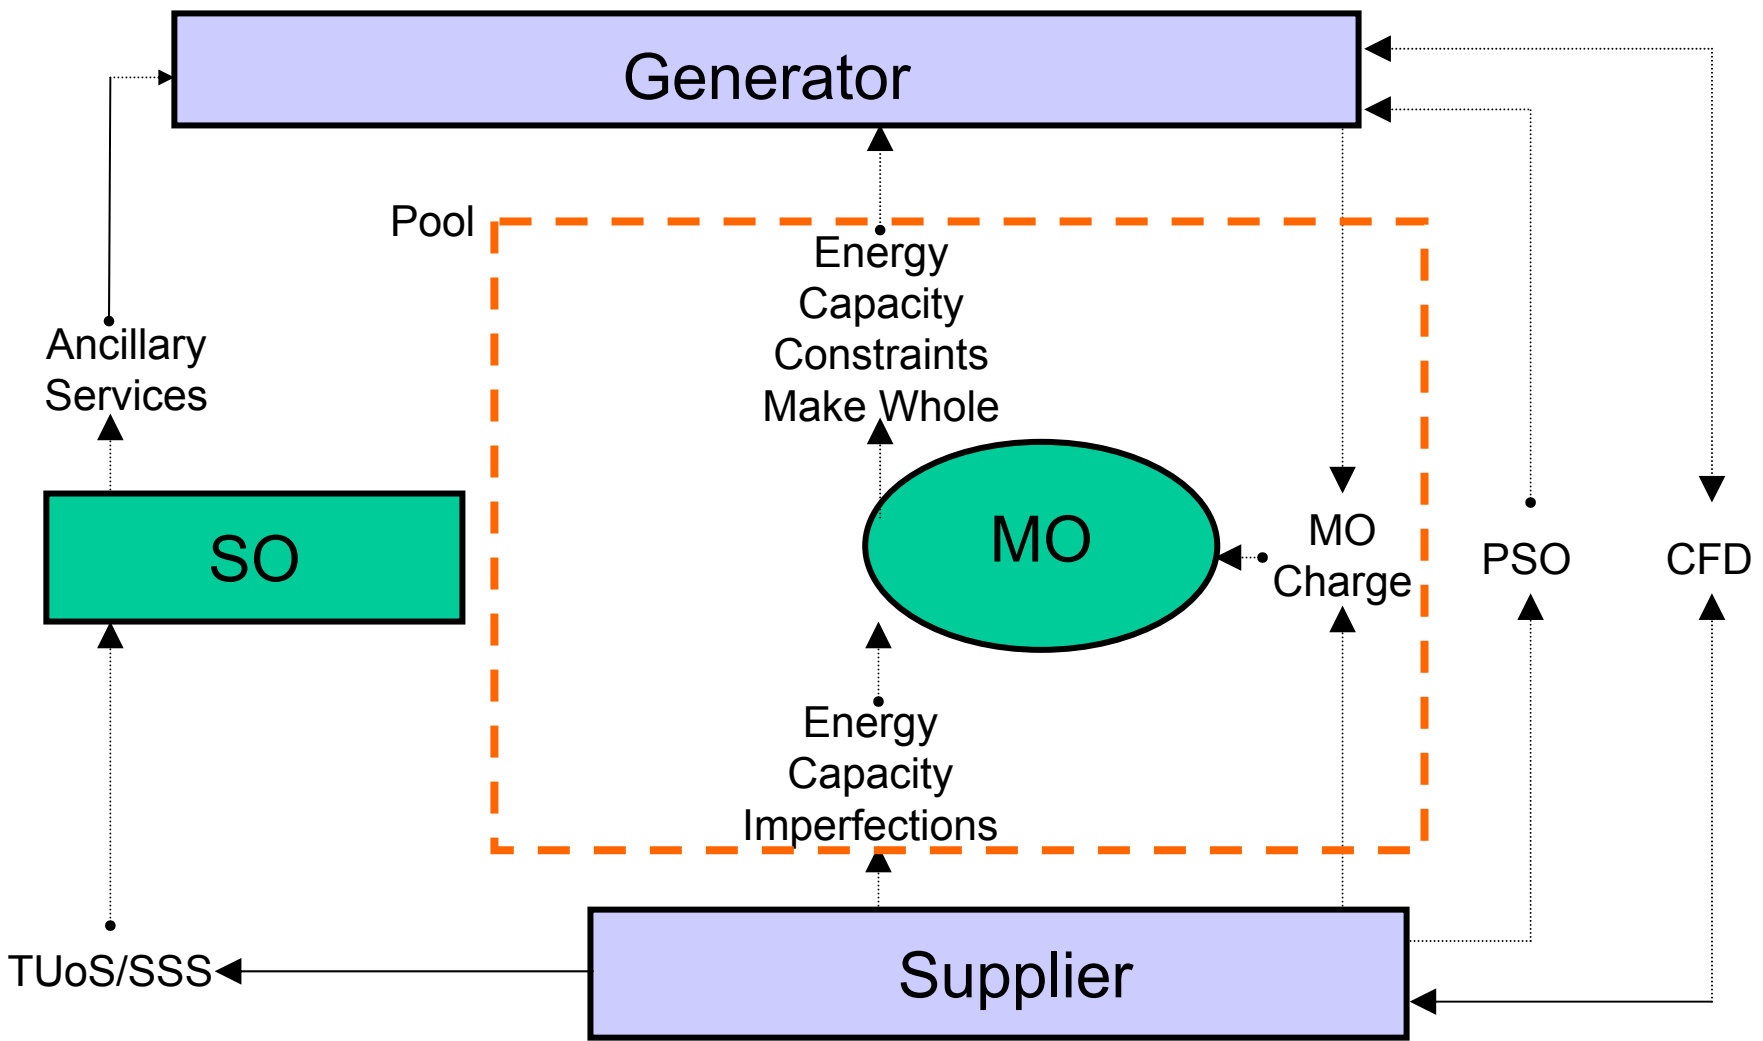 Generator
Pool
Energy
Capacity
Constraints
Make Whole
Ancillary
Services
SO
MO
MO
Charge
PSO
CFD
Energy
Capacity
Imperfections
TUoS/SSS
Supplier